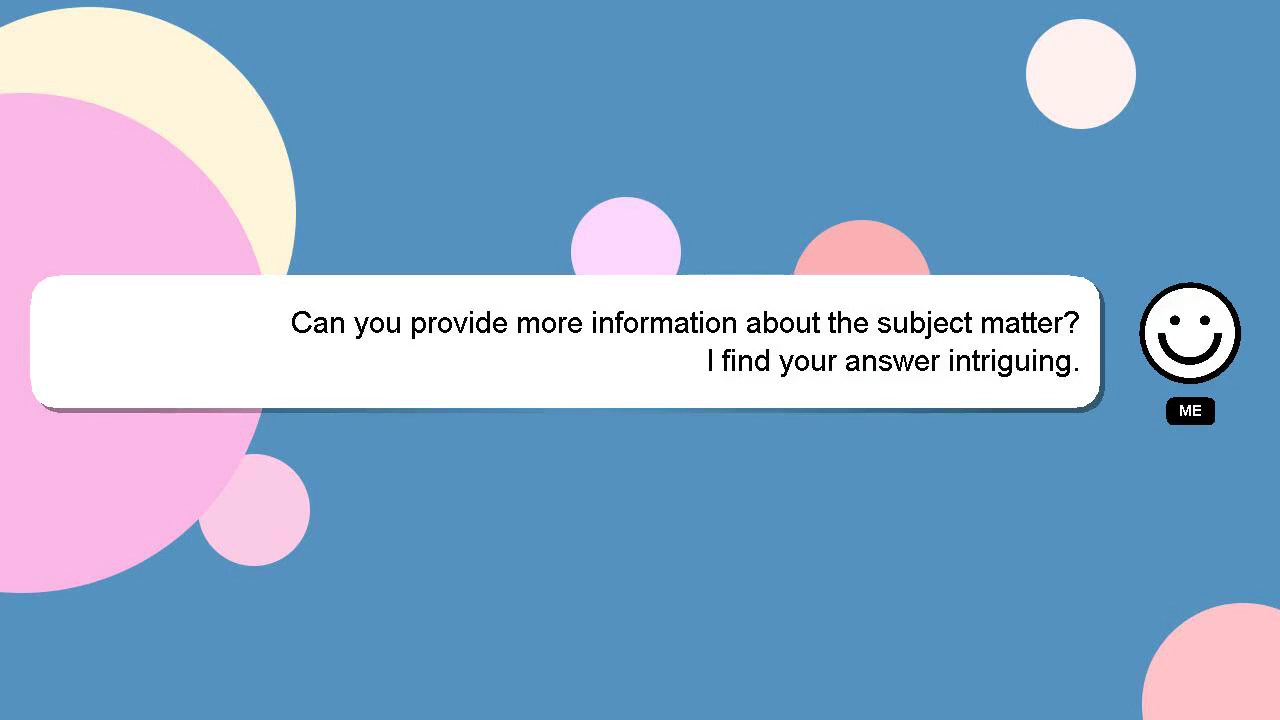 Can you provide more information about the subject matter?
I find your answer intriguing.
ME